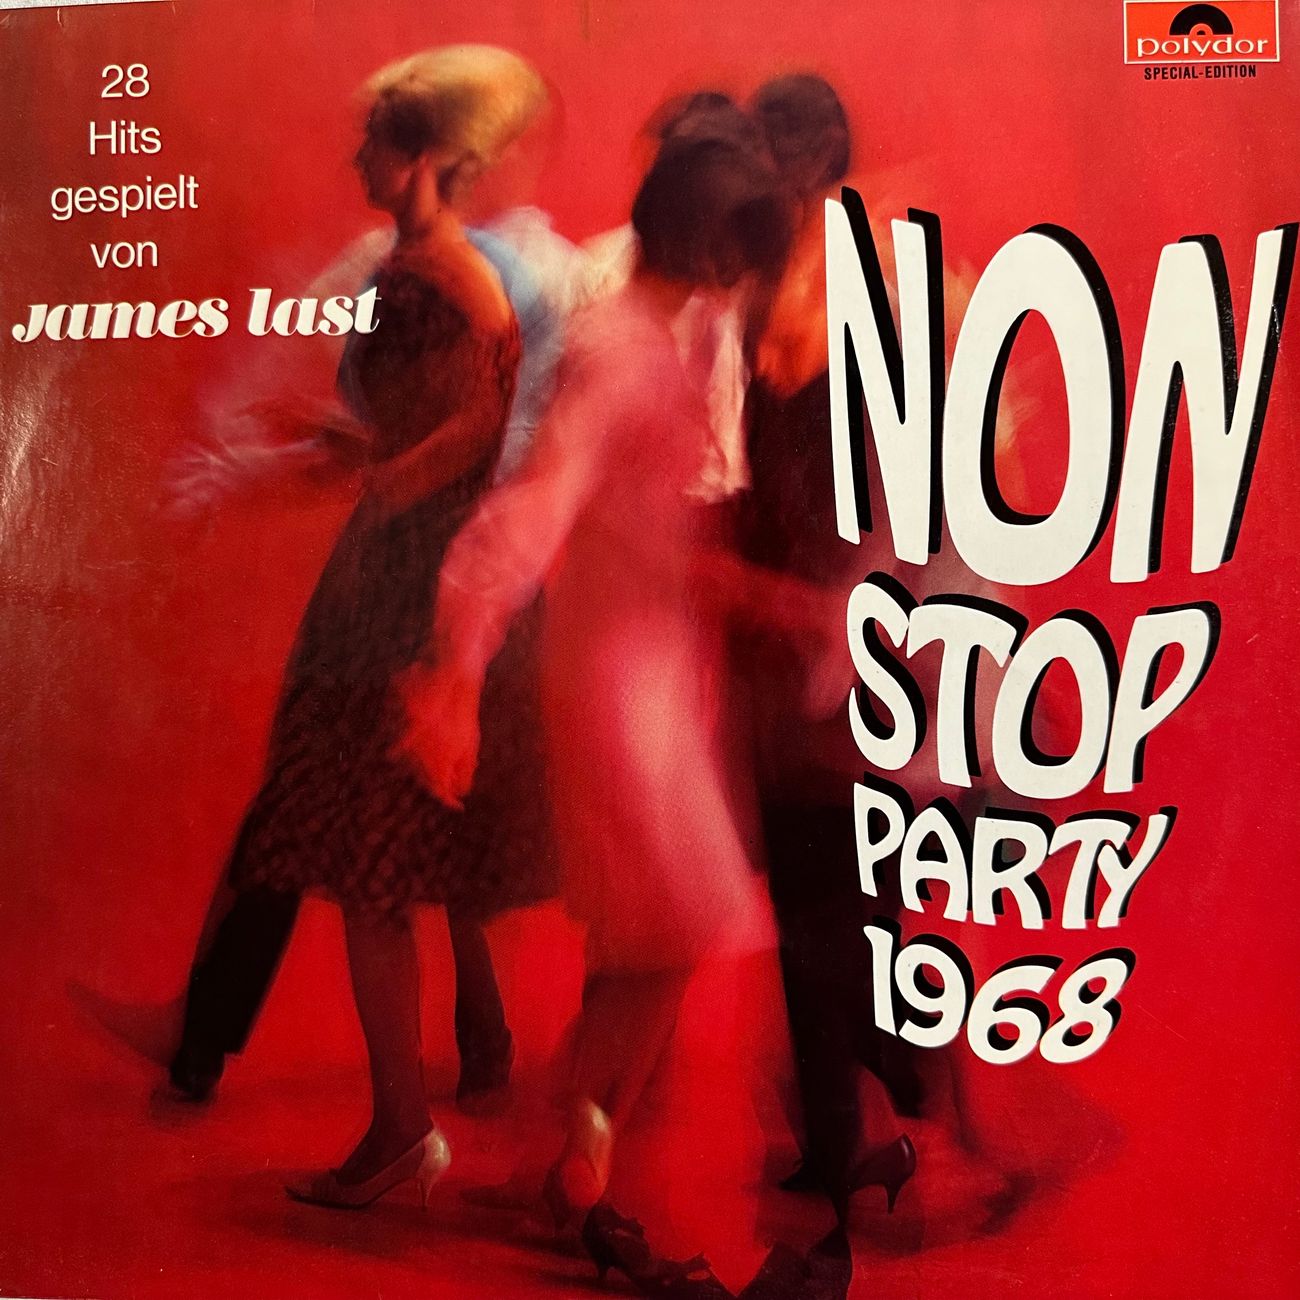 28
Hits
gespielt
von
james last
polydor
SPECIAL-EDITION
NON
STOP
PARTY
1968